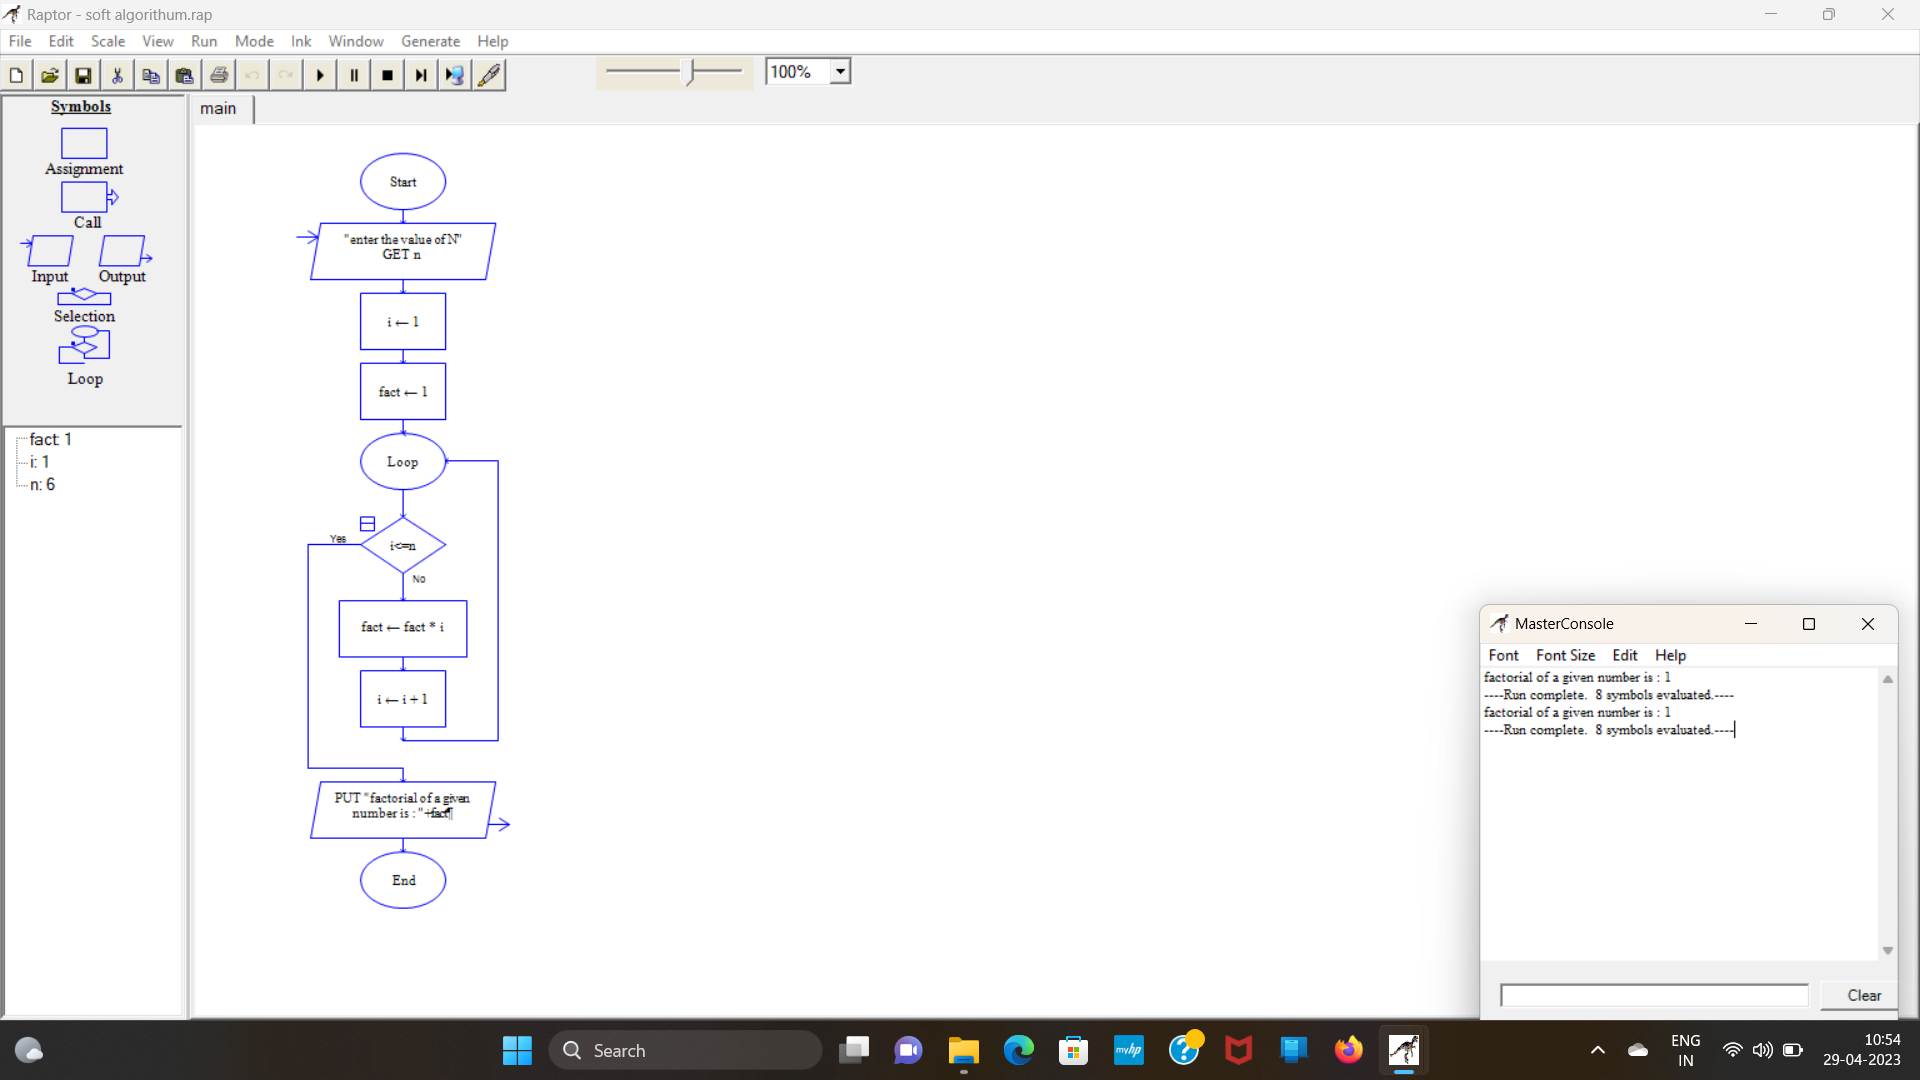 Raptor - soft algorithum.rap
File Edit Scale View Run Mode Ink Window Generate Help
100%
Symbols
Assignment
Call
Input Output
Selection
Loop
fact: 1
i: 1
n: 6
main
Start
"enter the value of N"
GET n
i ← 1
fact ← 1
Loop
Yes
i<=n
No
fact ← fact * i
i ← i + 1
PUT "factorial of a given
number is : "+fact¶
End
MasterConsole
Font Font Size Edit Help
factorial of a given number is : 1
----Run complete. 8 symbols evaluated.----
factorial of a given number is : 1
----Run complete. 8 symbols evaluated.----
Clear
Search
myhp
ENG
IN
10:54
29-04-2023